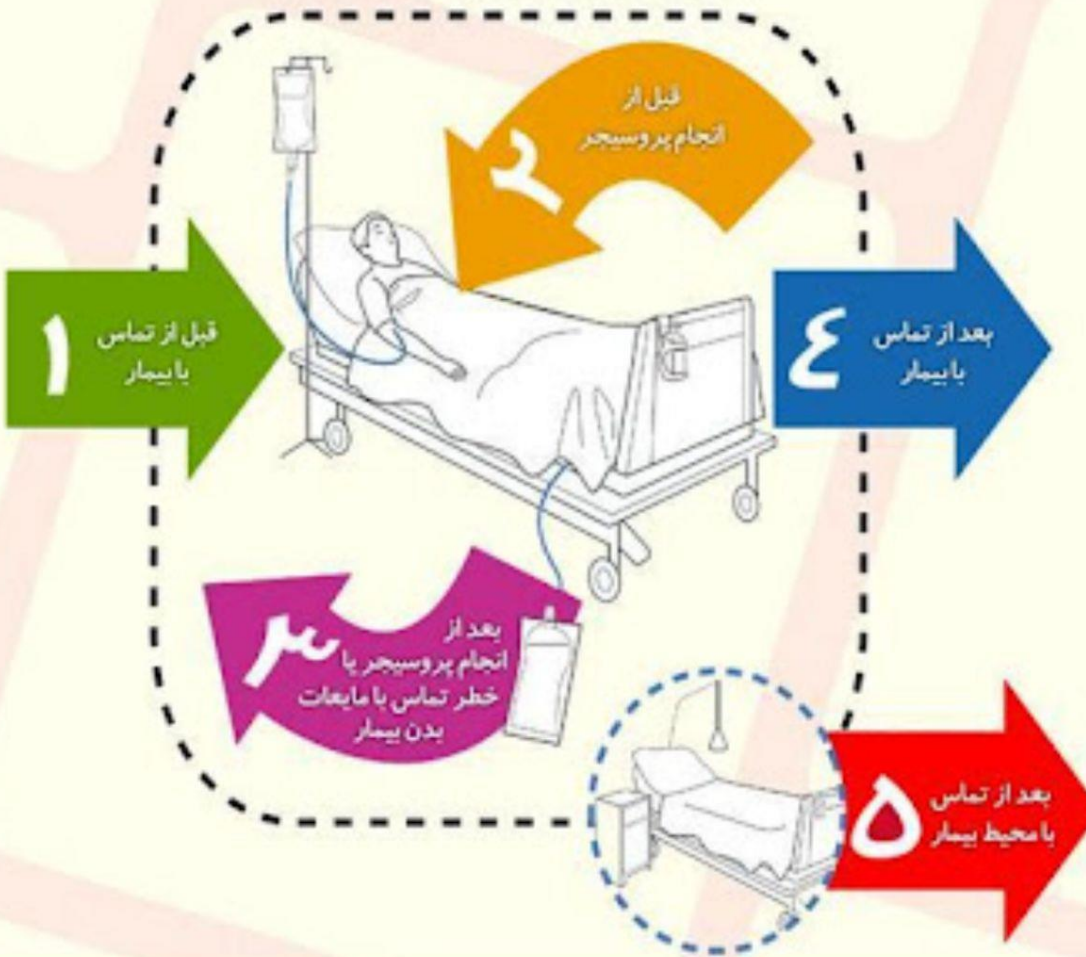 ۱
قبل از تماس
با بیمار
۲
قبل از
انجام پروسیجر
۳
بعد از
انجام پروسیجر یا
خطر تماس با مایعات
بدن بیمار
٤
بعد از تماس
با بیمار
۵
بعد از تماس
با محیط بیمار